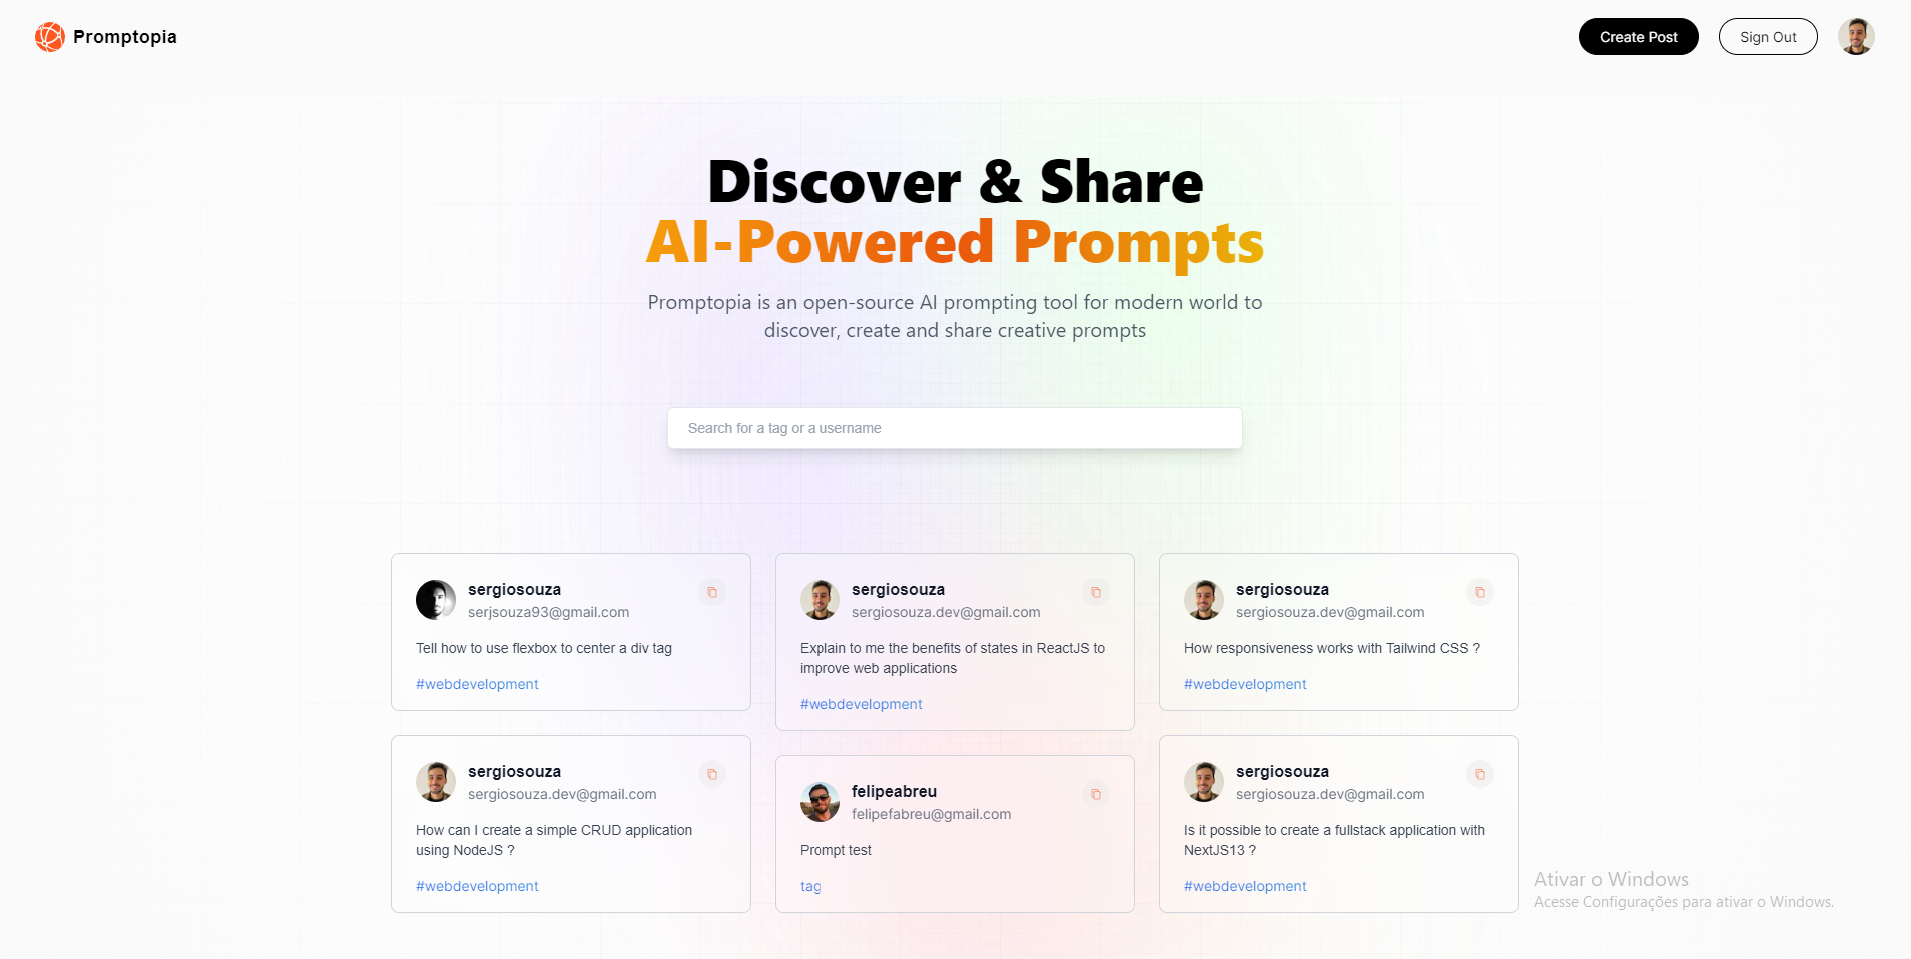 Promptopia
Create Post
Sign Out
Discover & Share
AI-Powered Prompts
Promptopia is an open-source AI prompting tool for modern world to
discover, create and share creative prompts
Search for a tag or a username
sergiosouza
serjsouza93@gmail.com
Tell how to use flexbox to center a div tag
#webdevelopment
sergiosouza
sergiosouza.dev@gmail.com
Explain to me the benefits of states in ReactJS to
improve web applications
#webdevelopment
sergiosouza
sergiosouza.dev@gmail.com
How responsiveness works with Tailwind CSS ?
#webdevelopment
sergiosouza
sergiosouza.dev@gmail.com
How can I create a simple CRUD application
using NodeJS ?
#webdevelopment
felipeabreu
felipefabreu@gmail.com
Prompt test
tag
sergiosouza
sergiosouza.dev@gmail.com
Is it possible to create a fullstack application with
NextJS13 ?
#webdevelopment
Ativar o Windows
Acesse Configurações para ativar o Windows.